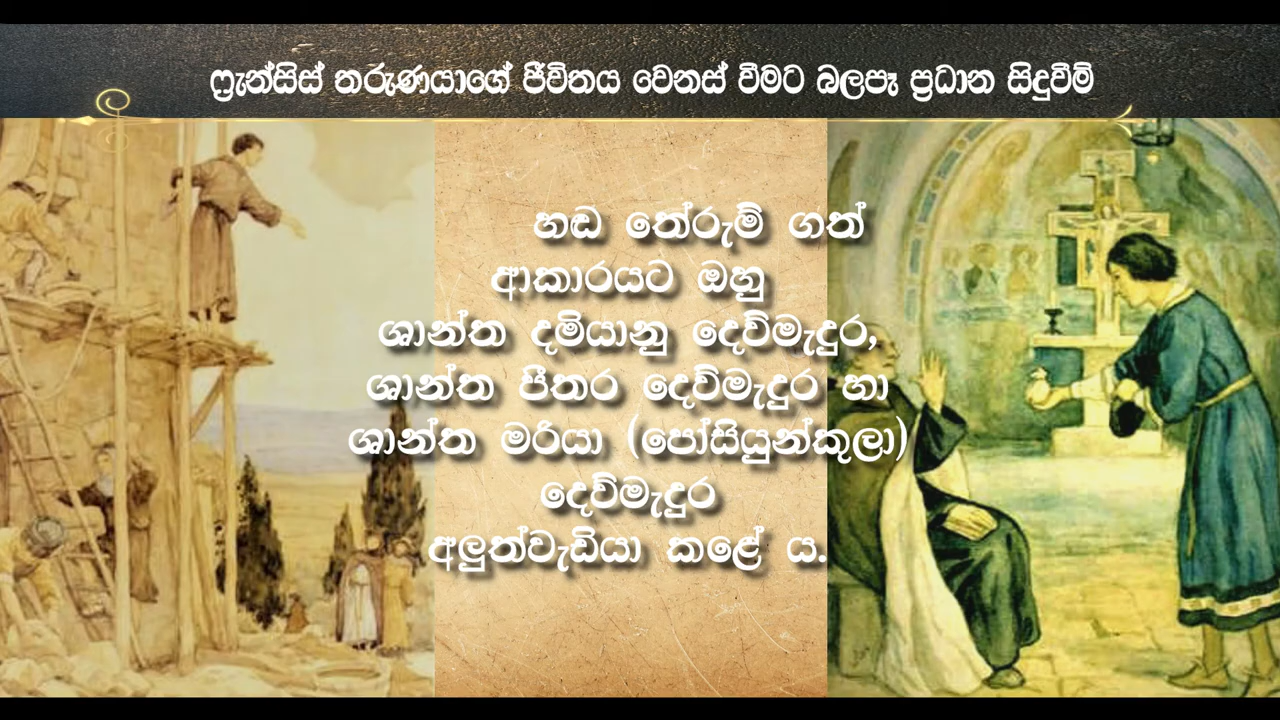 ෆ්‍රැන්සිස් තරුණයාගේ ජීවිතය වෙනස් වීමට බලපෑ ප්‍රධාන සිදුවීම්
හඬ තේරුම් ගත්
ආකාරයට ඔහු
ශාන්ත දමියානු දෙව්මැදුර,
ශාන්ත පීතර දෙව්මැදුර හා
ශාන්ත මරියා (පෝසියුන්කුලා)
දෙව්මැදුර
අලුත්වැඩියා කළේ ය.